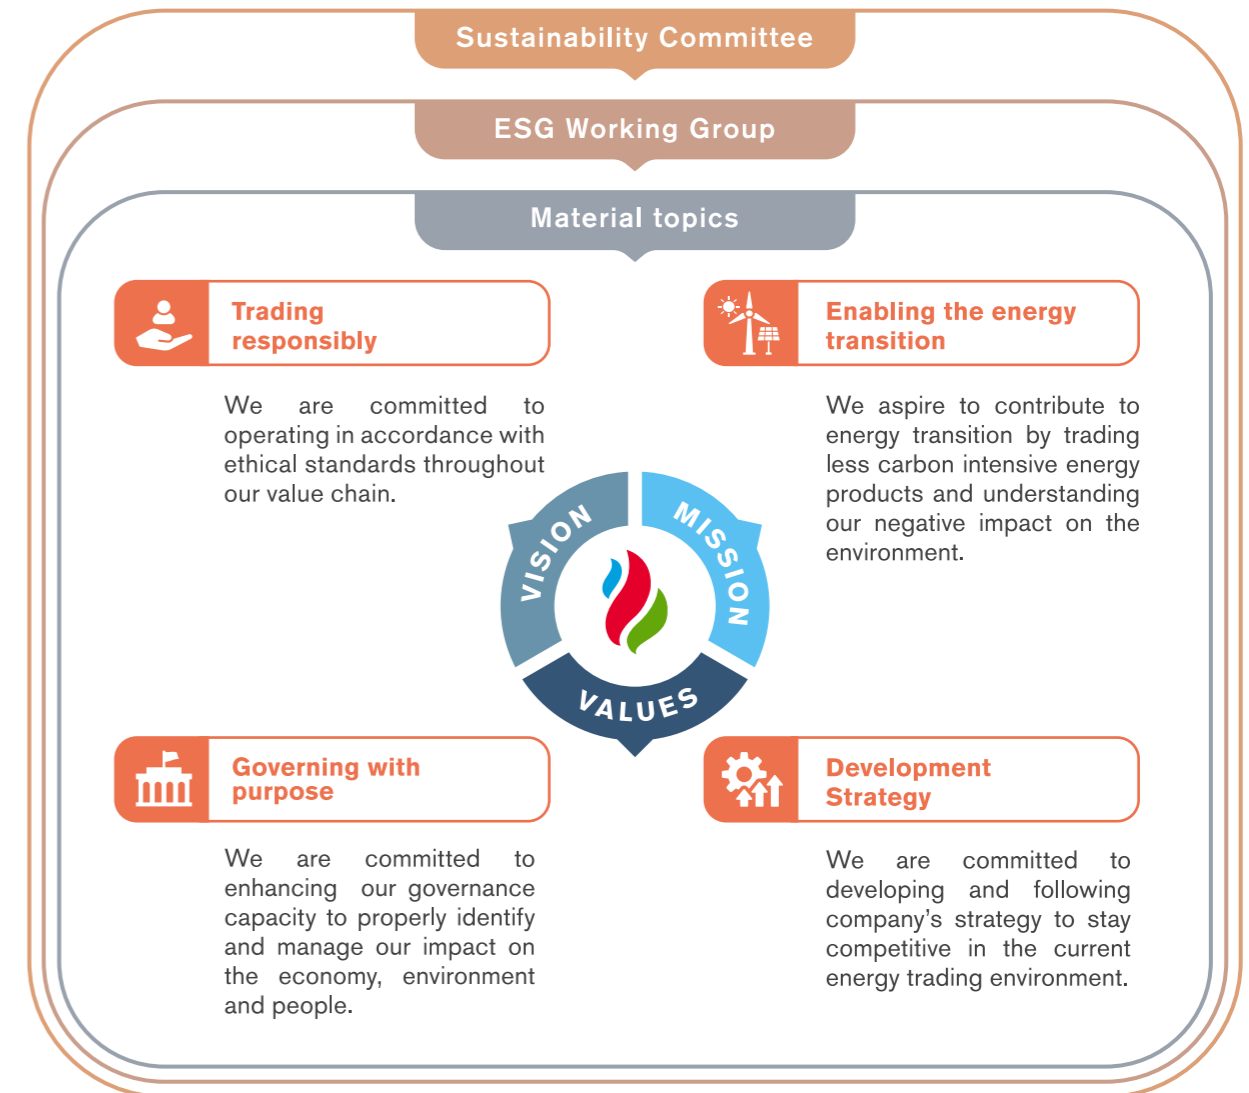 Sustainability Committee
ESG Working Group
Material topics
Trading
responsibly
We are committed to
operating in accordance with
ethical standards throughout
our value chain.
Enabling the energy
transition
We aspire to contribute to
energy transition by trading
less carbon intensive energy
products and understanding
our negative impact on the
environment.
VISION
MISSION
VALUES
Governing with
purpose
We are committed to
enhancing our governance
capacity to properly identify
and manage our impact on
the economy, environment
and people.
Development
Strategy
We are committed to
developing and following
company’s strategy to stay
competitive in the current
energy trading environment.